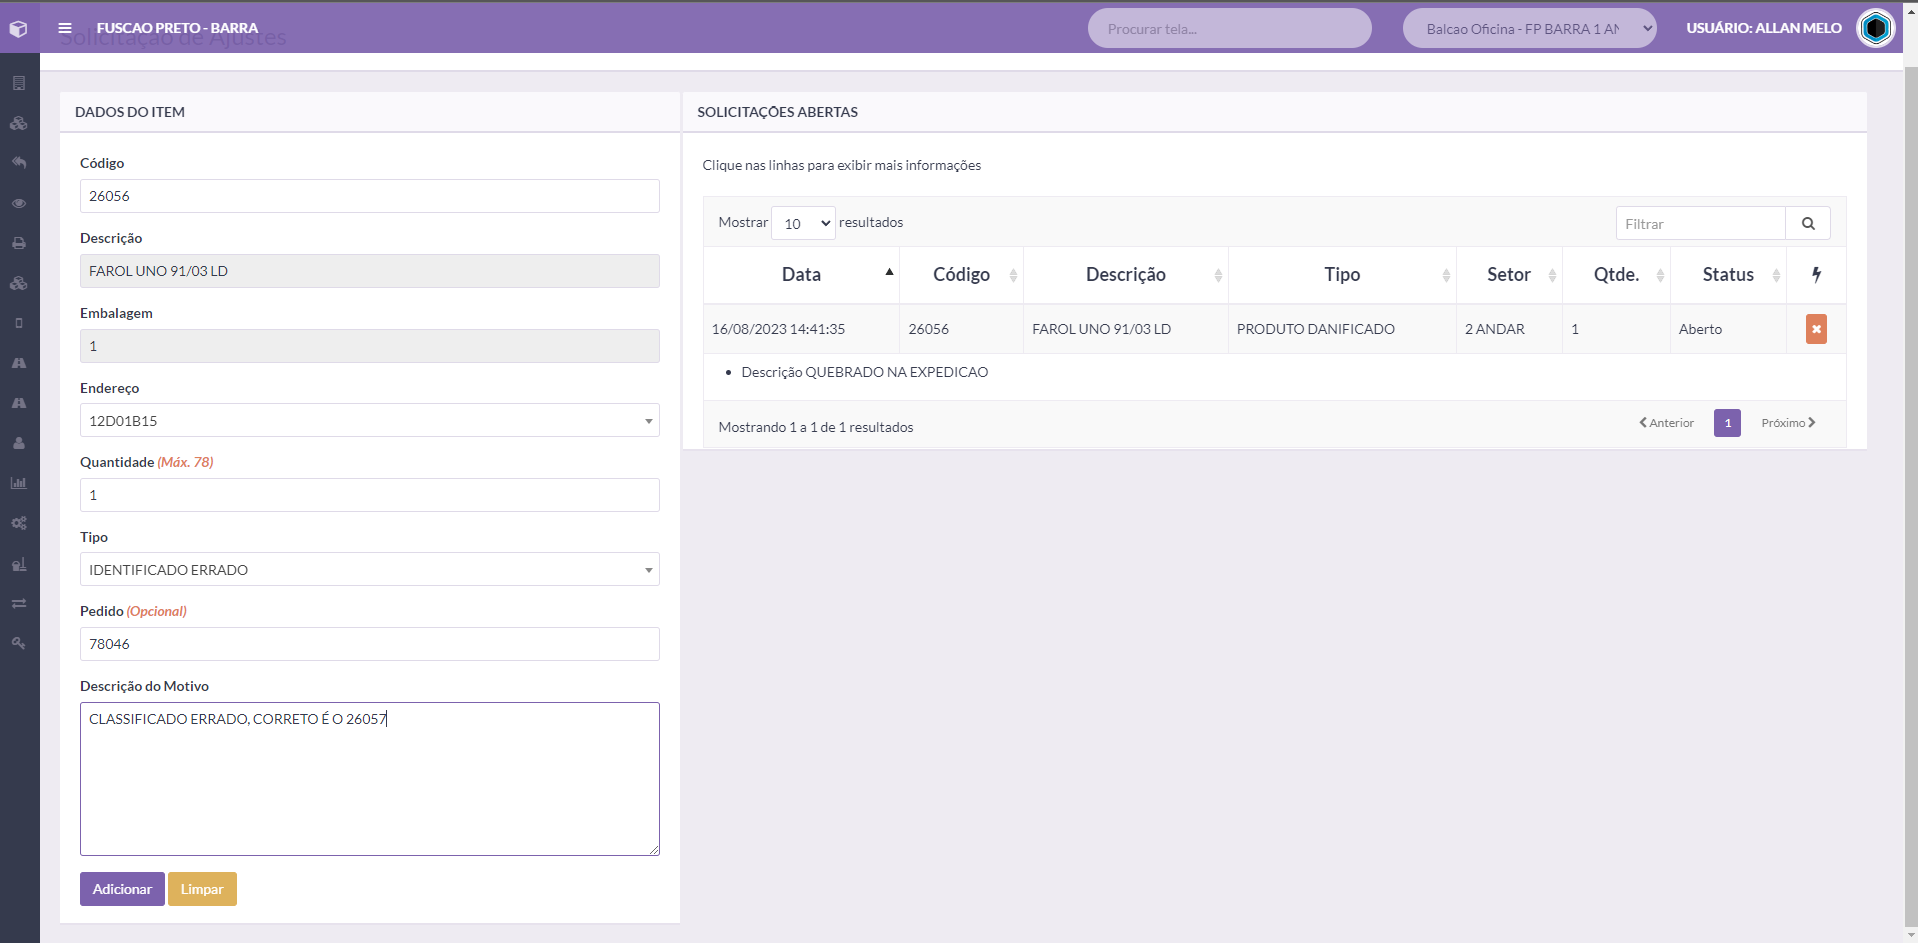 FUSCAO PRETO - BARRA
Solicitação de Ajustes
Procurar tela...
Balcao Oficina - FP BARRA 1 AN
USUÁRIO: ALLAN MELO
DADOS DO ITEM
Código
26056
Descrição
FAROL UNO 91/03 LD
Embalagem
1
Endereço
12D01B15
Quantidade (Máx. 78)
1
Tipo
IDENTIFICADO ERRADO
Pedido (Opcional)
78046
Descrição do Motivo
CLASSIFICADO ERRADO, CORRETO É O 26057
Adicionar Limpar
SOLICITAÇÕES ABERTAS
Clique nas linhas para exibir mais informações
Mostrar 10 resultados Filtrar
Data Código Descrição Tipo Setor Qtde. Status
16/08/2023 14:41:35 26056 FAROL UNO 91/03 LD PRODUTO DANIFICADO 2 ANDAR 1 Aberto
• Descrição QUEBRADO NA EXPEDICAO
Mostrando 1 a 1 de 1 resultados Anterior 1 Próximo